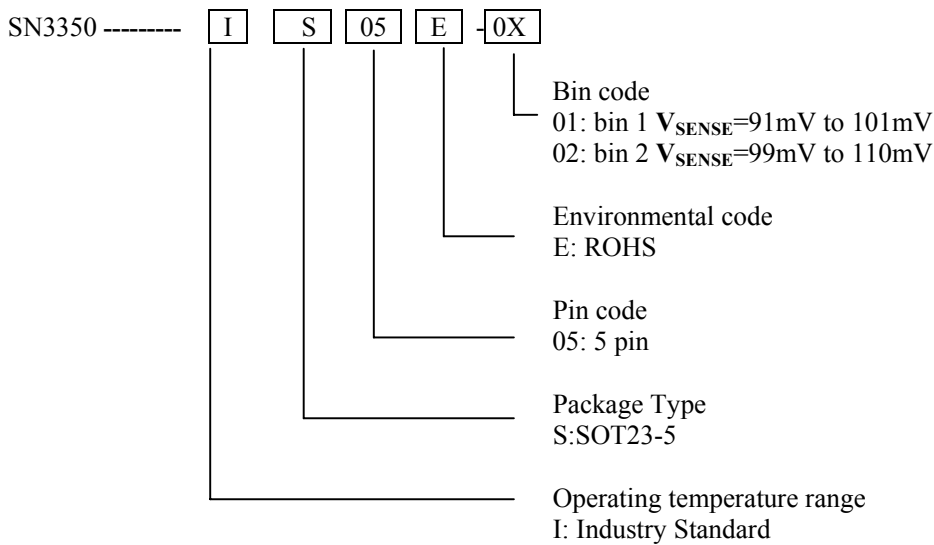 SN3350 --------- I S 05 E -0X
Bin code
01: bin 1 VSENSE=91mV to 101mV
02: bin 2 VSENSE=99mV to 110mV
Environmental code
E: ROHS
Pin code
05: 5 pin
Package Type
S:SOT23-5
Operating temperature range
I: Industry Standard